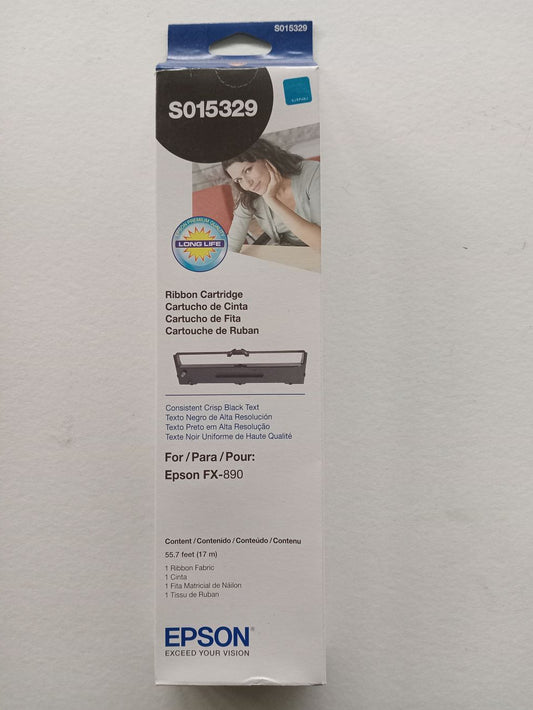 S015329
S015329
EPSON PREMIUM QUALITY
LONG LIFE
Ribbon Cartridge
Cartucho de Cinta
Cartucho de Fita
Cartouche de Ruban
Consistent Crisp Black Text
Texto Negro de Alta Resolución
Texto Preto em Alta Resolução
Texte Noir Uniforme de Haute Qualité
For / Para / Pour:
Epson FX-890
Content / Contenido / Conteúdo / Contenu
55.7 feet (17 m)
1 Ribbon Fabric
1 Cinta
1 Fita Matricial de Náilon
1 Tissu de Ruban
EPSON®
EXCEED YOUR VISION